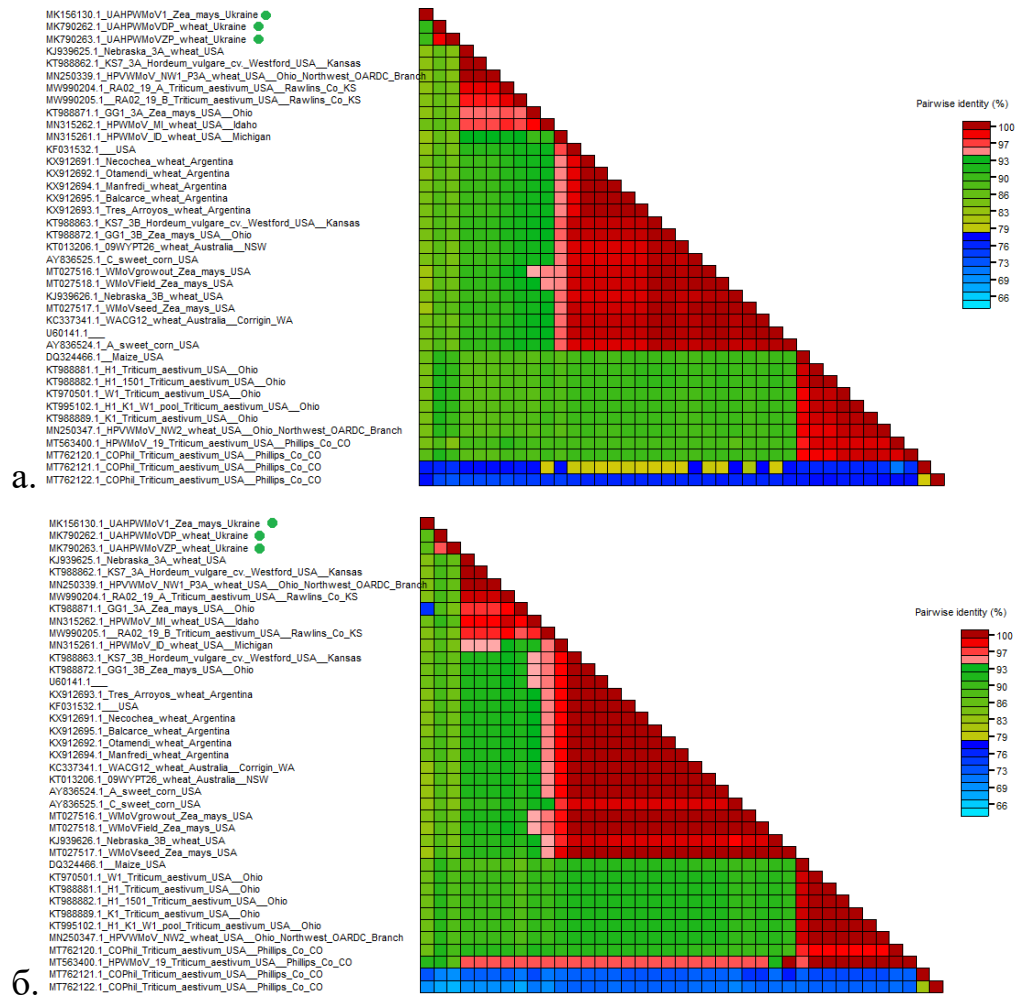 MK156130.1_UAHPWMoV1_Zea_mays_Ukraine
MK790262.1_UAHPWMoVDP_wheat_Ukraine
MK790263.1_UAHPWMoVZP_wheat_Ukraine
KJ939625.1_Nebraska_3A_wheat_USA
KT988862.1_KS7_3A_Hordeum_vulgare_cv._Westford_USA__Kansas
MN250339.1_HPVWMoV_NW1_P3A_wheat_USA__Ohio_Northwest_OARDC_Branch
MW990204.1_RA02_19_A_Triticum_aestivum_USA__Rawlins_Co_KS
MW990205.1__RA02_19_B_Triticum_aestivum_USA__Rawlins_Co_KS
KT988871.1_GG1_3A_Zea_mays_USA__Ohio
MN315262.1_HPWMoV_MI_wheat_USA__Idaho
MN315261.1_HPWMoV_ID_wheat_USA__Michigan
KF031532.1___USA
KX912691.1_Necochea_wheat_Argentina
KX912692.1_Otamendi_wheat_Argentina
KX912694.1_Manfredi_wheat_Argentina
KX912695.1_Balcarce_wheat_Argentina
KX912693.1_Tres_Arroyos_wheat_Argentina
KT988863.1_KS7_3B_Hordeum_vulgare_cv._Westford_USA__Kansas
KT988872.1_GG1_3B_Zea_mays_USA__Ohio
KT013206.1_09WYPT26_wheat_Australia__NSW
AY836525.1_C_sweet_corn_USA
MT027516.1_WMoVgrowout_Zea_mays_USA
MT027518.1_WMoVField_Zea_mays_USA
KJ939626.1_Nebraska_3B_wheat_USA
MT027517.1_WMoVseed_Zea_mays_USA
KC337341.1_WACG12_wheat_Australia__Corrigin_WA
U60141.1___
AY836524.1_A_sweet_corn_USA
DQ324466.1__Maize_USA
KT988881.1_H1_Triticum_aestivum_USA__Ohio
KT988882.1_H1_1501_Triticum_aestivum_USA__Ohio
KT970501.1_W1_Triticum_aestivum_USA__Ohio
KT995102.1_H1_K1_W1_pool_Triticum_aestivum_USA__Ohio
KT988889.1_K1_Triticum_aestivum_USA__Ohio
MN250347.1_HPVWMoV_NW2_wheat_USA__Ohio_Northwest_OARDC_Branch
MT563400.1_HPWMoV_19_Triticum_aestivum_USA__Phillips_Co_CO
MT762120.1_COPhil_Triticum_aestivum_USA__Phillips_Co_CO
MT762121.1_COPhil_Triticum_aestivum_USA__Phillips_Co_CO
MT762122.1_COPhil_Triticum_aestivum_USA__Phillips_Co_CO
а.
Pairwise identity (%)
100
97
93
90
86
83
79
76
73
69
66
MK156130.1_UAHPWMoV1_Zea_mays_Ukraine
MK790262.1_UAHPWMoVDP_wheat_Ukraine
MK790263.1_UAHPWMoVZP_wheat_Ukraine
KJ939625.1_Nebraska_3A_wheat_USA
KT988862.1_KS7_3A_Hordeum_vulgare_cv._Westford_USA__Kansas
MN250339.1_HPVWMoV_NW1_P3A_wheat_USA__Ohio_Northwest_OARDC_Branch
MW990204.1_RA02_19_A_Triticum_aestivum_USA__Rawlins_Co_KS
KT988871.1_GG1_3A_Zea_mays_USA__Ohio
MN315262.1_HPWMoV_MI_wheat_USA__Idaho
MW990205.1__RA02_19_B_Triticum_aestivum_USA__Rawlins_Co_KS
MN315261.1_HPWMoV_ID_wheat_USA__Michigan
KT988863.1_KS7_3B_Hordeum_vulgare_cv._Westford_USA__Kansas
KT988872.1_GG1_3B_Zea_mays_USA__Ohio
U60141.1___
KX912693.1_Tres_Arroyos_wheat_Argentina
KF031532.1___USA
KX912691.1_Necochea_wheat_Argentina
KX912695.1_Balcarce_wheat_Argentina
KX912692.1_Otamendi_wheat_Argentina
KX912694.1_Manfredi_wheat_Argentina
KC337341.1_WACG12_wheat_Australia__Corrigin_WA
KT013206.1_09WYPT26_wheat_Australia__NSW
AY836524.1_A_sweet_corn_USA
AY836525.1_C_sweet_corn_USA
MT027516.1_WMoVgrowout_Zea_mays_USA
MT027518.1_WMoVField_Zea_mays_USA
KJ939626.1_Nebraska_3B_wheat_USA
MT027517.1_WMoVseed_Zea_mays_USA
DQ324466.1__Maize_USA
KT970501.1_W1_Triticum_aestivum_USA__Ohio
KT988881.1_H1_Triticum_aestivum_USA__Ohio
KT988882.1_H1_1501_Triticum_aestivum_USA__Ohio
KT988889.1_K1_Triticum_aestivum_USA__Ohio
KT995102.1_H1_K1_W1_pool_Triticum_aestivum_USA__Ohio
MN250347.1_HPVWMoV_NW2_wheat_USA__Ohio_Northwest_OARDC_Branch
MT762120.1_COPhil_Triticum_aestivum_USA__Phillips_Co_CO
MT563400.1_HPWMoV_19_Triticum_aestivum_USA__Phillips_Co_CO
MT762121.1_COPhil_Triticum_aestivum_USA__Phillips_Co_CO
MT762122.1_COPhil_Triticum_aestivum_USA__Phillips_Co_CO
б.
Pairwise identity (%)
100
97
93
90
86
83
79
76
73
69
66